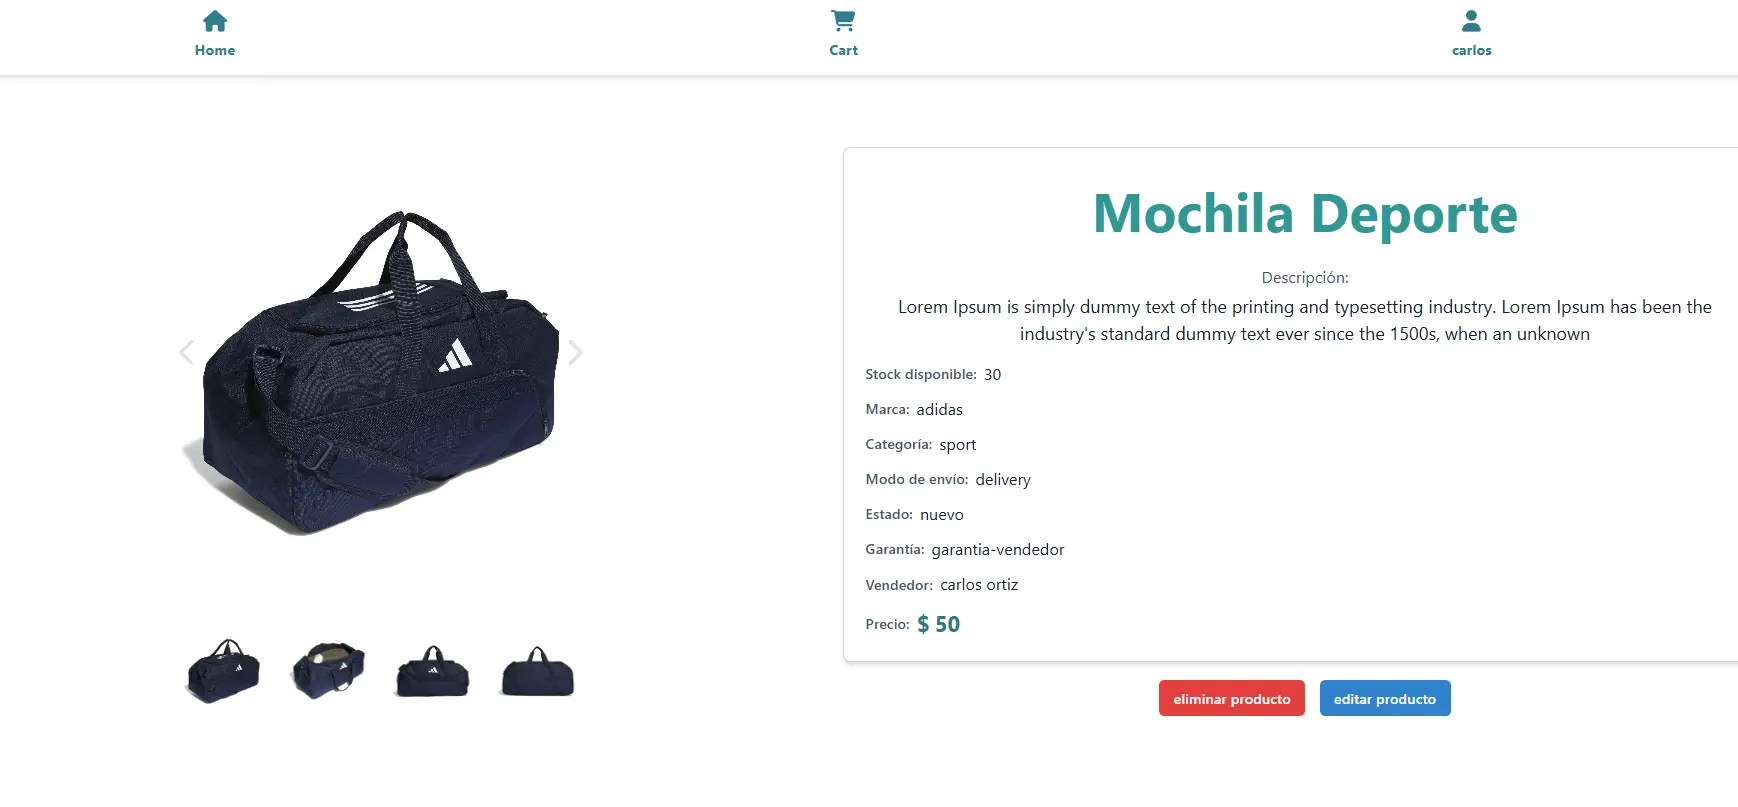 Home
Cart
carlos
Mochila Deporte
Descripción:
Lorem Ipsum is simply dummy text of the printing and typesetting industry. Lorem Ipsum has been the
industry's standard dummy text ever since the 1500s, when an unknown
Stock disponible: 30
Marca: adidas
Categoría: sport
Modo de envío: delivery
Estado: nuevo
Garantía: garantia-vendedor
Vendedor: carlos ortiz
Precio: $ 50
eliminar producto
editar producto